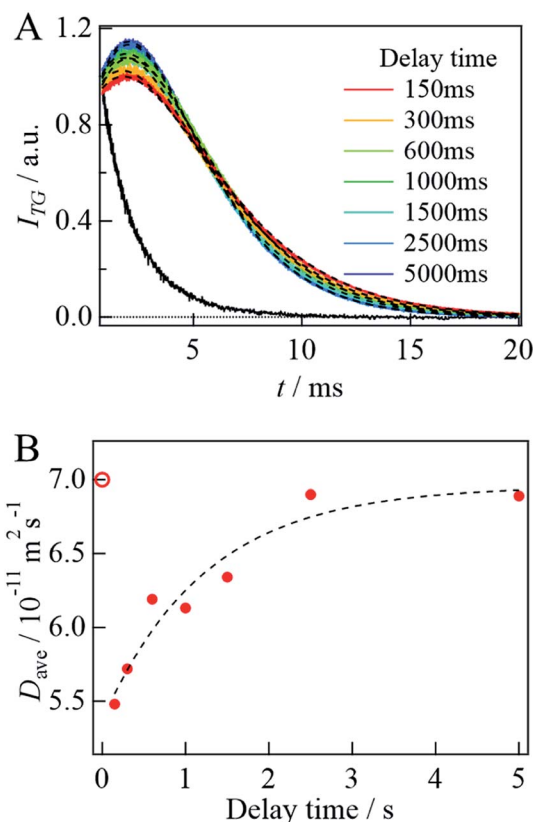 A
1.2
0.8
0.4
0.0
I_TG / a.u.
Delay time
150ms
300ms
600ms
1000ms
1500ms
2500ms
5000ms
5 10 15 20
t / ms
B
7.0
6.5
6.0
5.5
D_ave / 10^-11 m^2 s^-1
0 1 2 3 4 5
Delay time / s